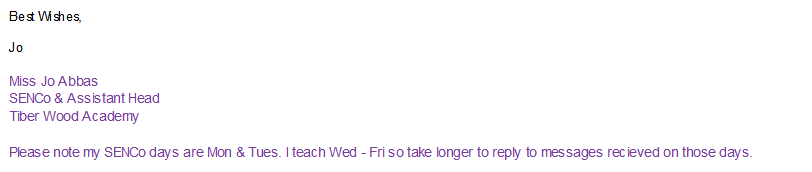 Best Wishes,
Jo
Miss Jo Abbas
SENCo & Assistant Head
Tiber Wood Academy
Please note my SENCo days are Mon & Tues. I teach Wed - Fri so take longer to reply to messages recieved on those days.